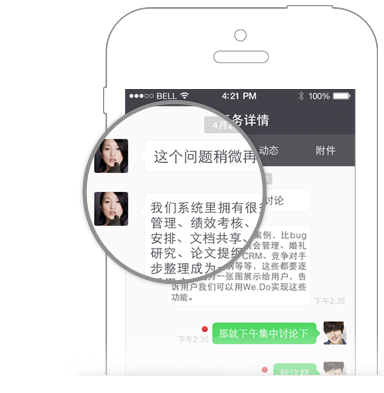 BELL 4:21 PM 100%
务详情
4月2
动态 附件
这个问题稍微再
讨论
我们系统里拥有很
管理、绩效考核、
案例，比bug
安排、文档共享、
会管理、婚礼
研究、论文提纲
CRM、竞争对手
步整理成为
纲等等，这些都要逐
一张图展示给用户，告
诉用户我们可以用We.Do实现这些
功能。
下午2:35
那就下午集中讨论下
下午2:35
就这样